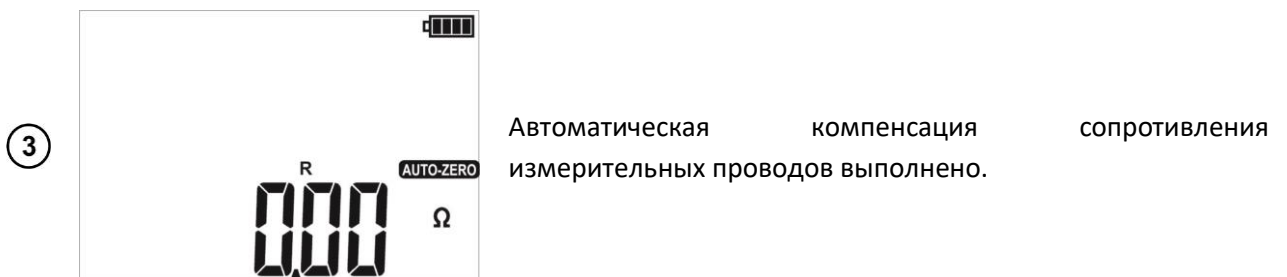 3
R
AUTO-ZERO
0.00
Ω
Автоматическая компенсация сопротивления
измерительных проводов выполнено.